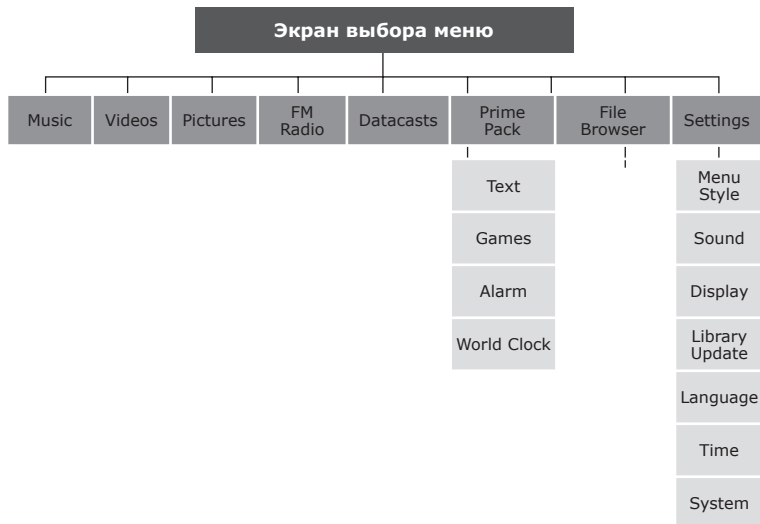 Экран выбора меню
Music
Videos
Pictures
FM
Radio
Datacasts
Prime
Pack
File
Browser
Settings
Text
Games
Alarm
World Clock
Menu
Style
Sound
Display
Library
Update
Language
Time
System